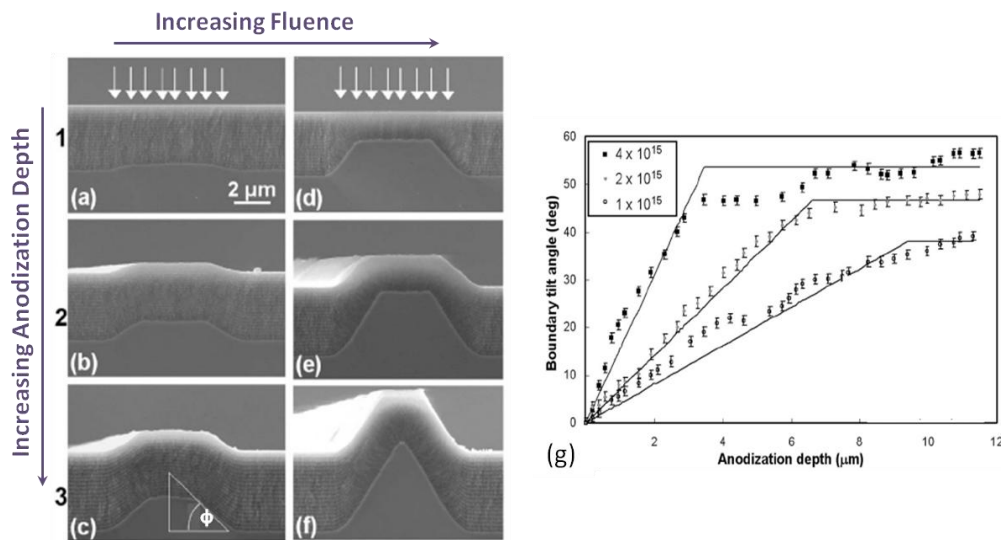 Increasing Fluence
Increasing Anodization Depth
1
(a)
2 μm
(d)
2
(b)
(e)
3
(c)
ϕ
(f)
(g)
Boundary tilt angle (deg)
60
50
40
30
20
10
0
4 x 10¹⁵
2 x 10¹⁵
1 x 10¹⁵
2 4 6 8 10 12
Anodization depth (μm)